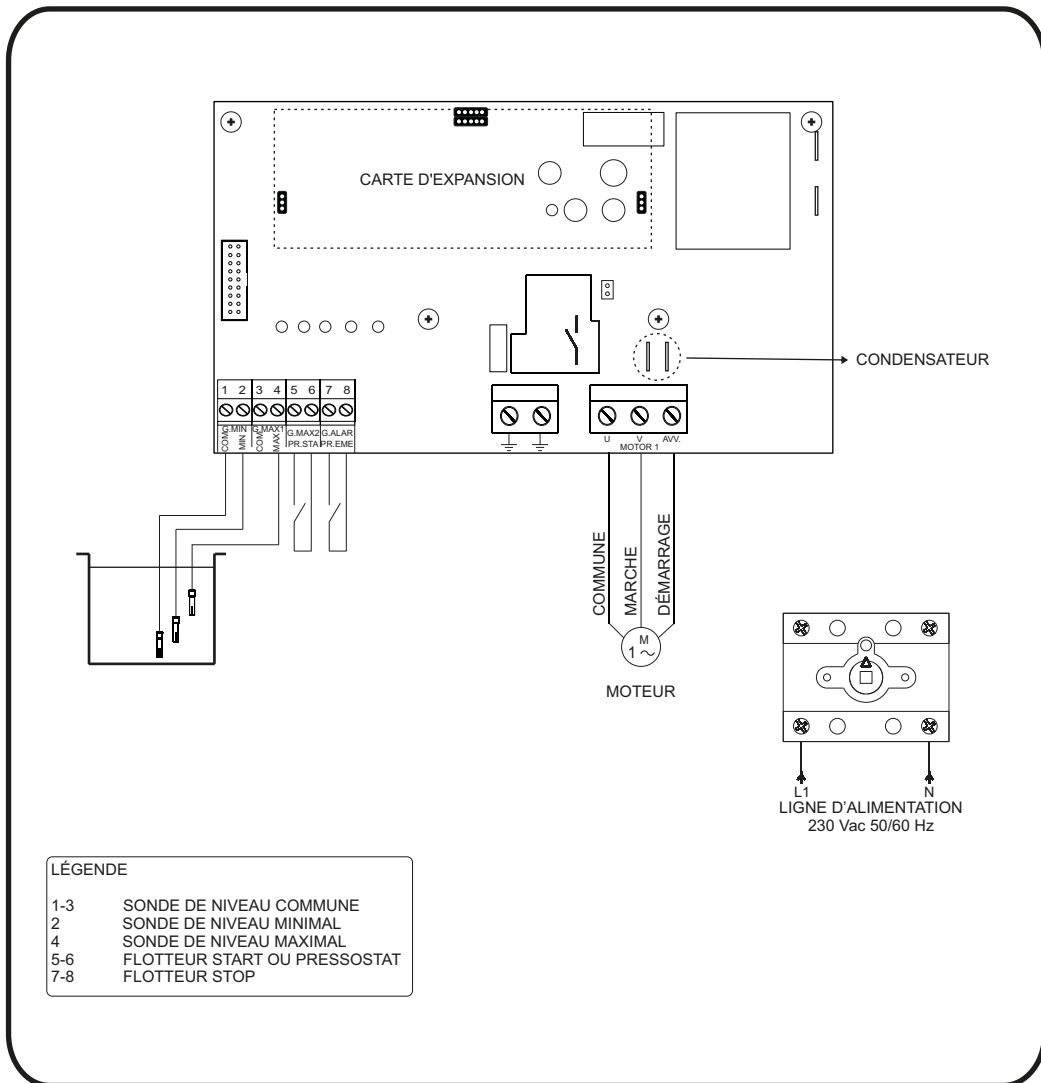 CARTE D'EXPANSION
CONDENSATEUR
1 2 3 4 5 6 7 8
G.MIN G.MAX1 G.MAX2 G.ALAR
PR.STA PR.EME
COM
MIN
COM
MAX
U V AVV.
MOTOR 1
COMMUNE
MARCHE
DÉMARRAGE
M
1 ~
MOTEUR
L1 N
LIGNE D'ALIMENTATION
230 Vac 50/60 Hz
LÉGENDE
1-3 SONDE DE NIVEAU COMMUNE
2 SONDE DE NIVEAU MINIMAL
4 SONDE DE NIVEAU MAXIMAL
5-6 FLOTTEUR START OU PRESSOSTAT
7-8 FLOTTEUR STOP